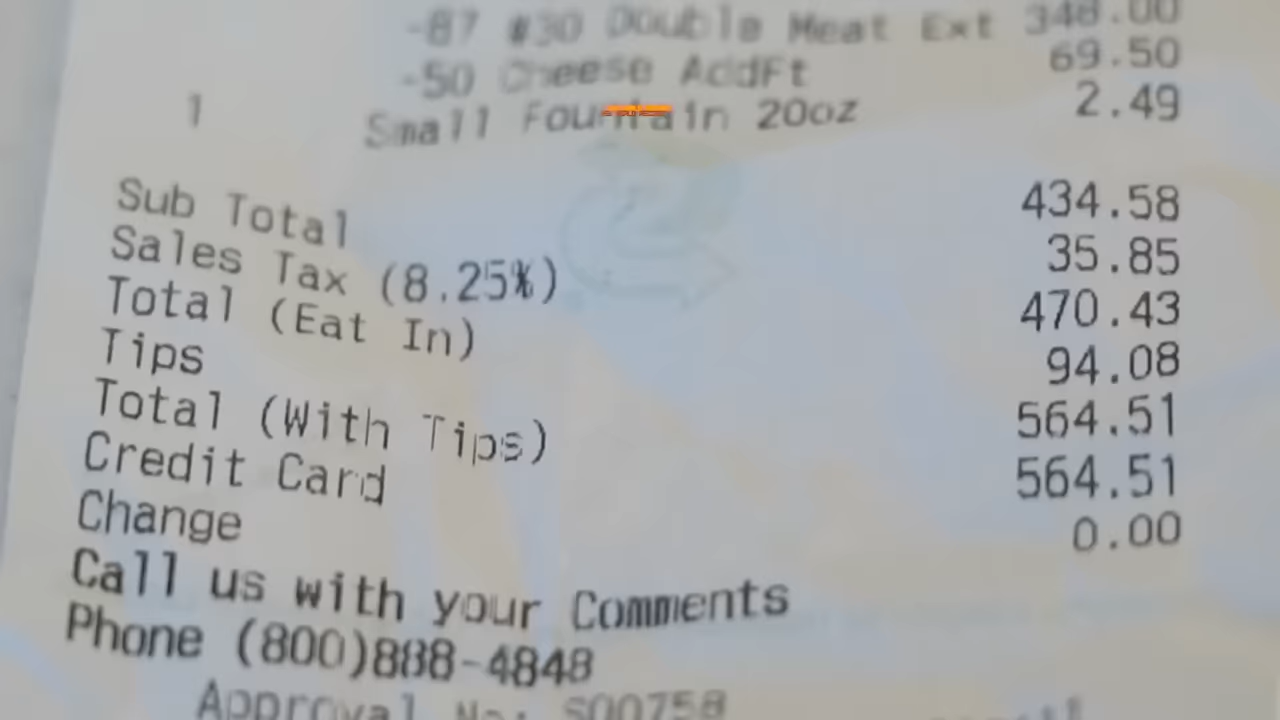 -87 #30 Double Meat Ext 348.00
-50 Cheese AddFt 69.50
1 Small Fountain 20oz 2.49
Sub Total 434.58
Sales Tax (8.25%) 35.85
Total (Eat In) 470.43
Tips 94.08
Total (With Tips) 564.51
Credit Card 564.51
Change 0.00
Call us with your Comments
Phone (800)888-4848
Approval No: S00758